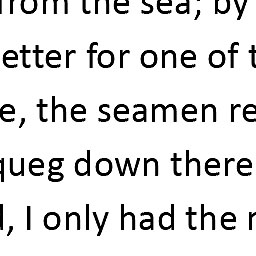 from the sea; by
etter for one of t
e, the seamen re
queg down there
d, I only had the r